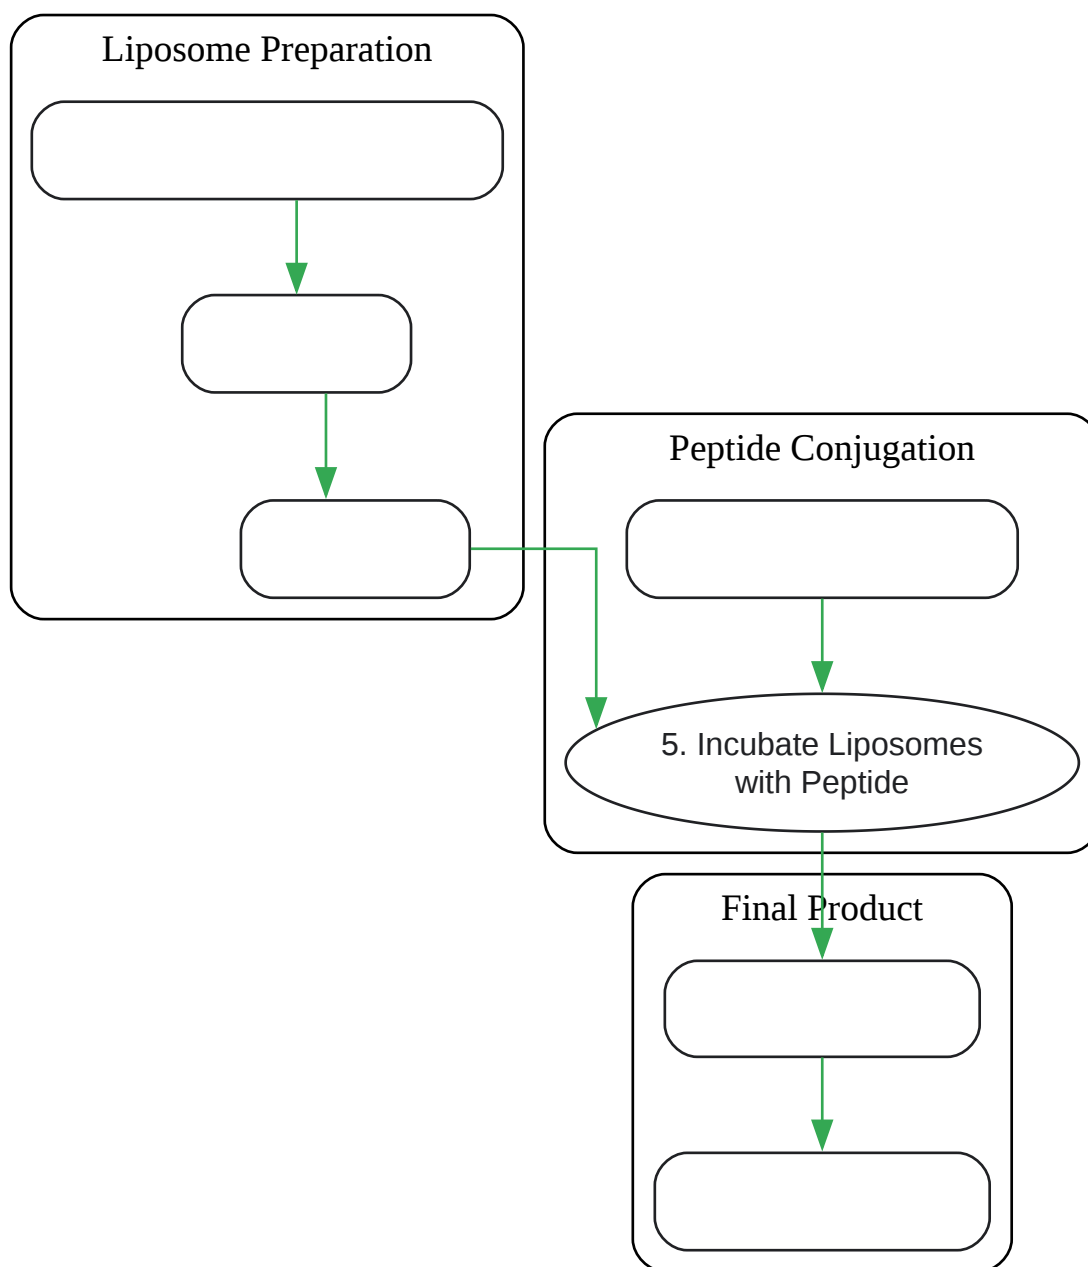 Liposome Preparation
Peptide Conjugation
5. Incubate Liposomes
with Peptide
Final Product